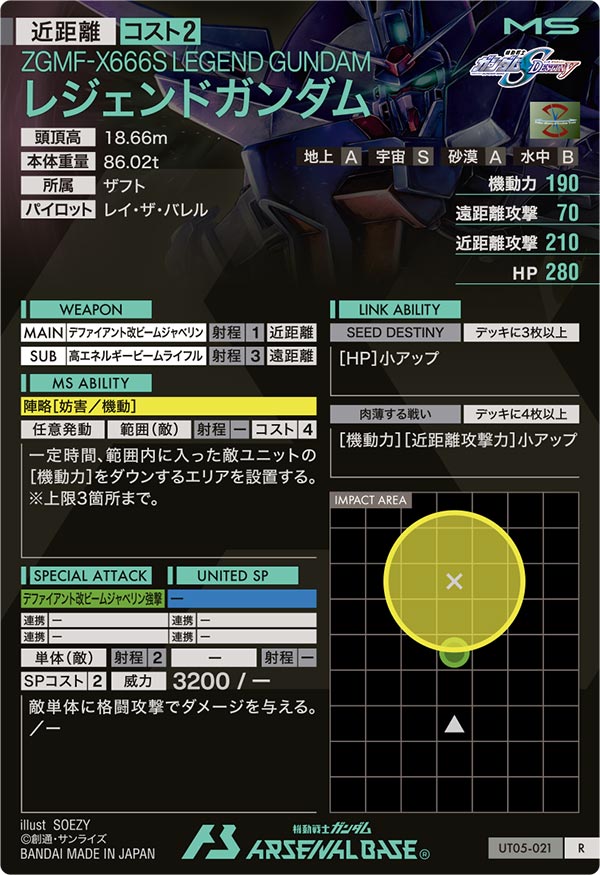 近距離 コスト2 MS
ZGMF-X666S LEGEND GUNDAM
レジェンドガンダム
機動戦士ガンダムSEED DESTINY
頭頂高 18.66m
本体重量 86.02t
所属 ザフト
パイロット レイ・ザ・バレル
地上 A 宇宙 S 砂漠 A 水中 B
機動力 190
遠距離攻撃 70
近距離攻撃 210
HP 280
WEAPON
MAIN デファイアント改ビームジャベリン 射程 1 近距離
SUB 高エネルギービームライフル 射程 3 遠距離
MS ABILITY
陣略[妨害/機動]
任意発動 範囲(敵) 射程 ー コスト 4
一定時間、範囲内に入った敵ユニットの
[機動力]をダウンするエリアを設置する。
※上限3箇所まで。
LINK ABILITY
SEED DESTINY デッキに3枚以上
[HP]小アップ
肉薄する戦い デッキに4枚以上
[機動力][近距離攻撃力]小アップ
IMPACT AREA
SPECIAL ATTACK UNITED SP
デファイアント改ビームジャベリン強撃 ー
連携 ー 連携 ー
連携 ー 連携 ー
単体(敵) 射程 2 ー 射程 ー
SPコスト 2 威力 3200 / ー
敵単体に格闘攻撃でダメージを与える。
/ー
illust SOEZY
©創通・サンライズ
BANDAI MADE IN JAPAN
機動戦士ガンダム
ARSENAL BASE®
UT05-021 R